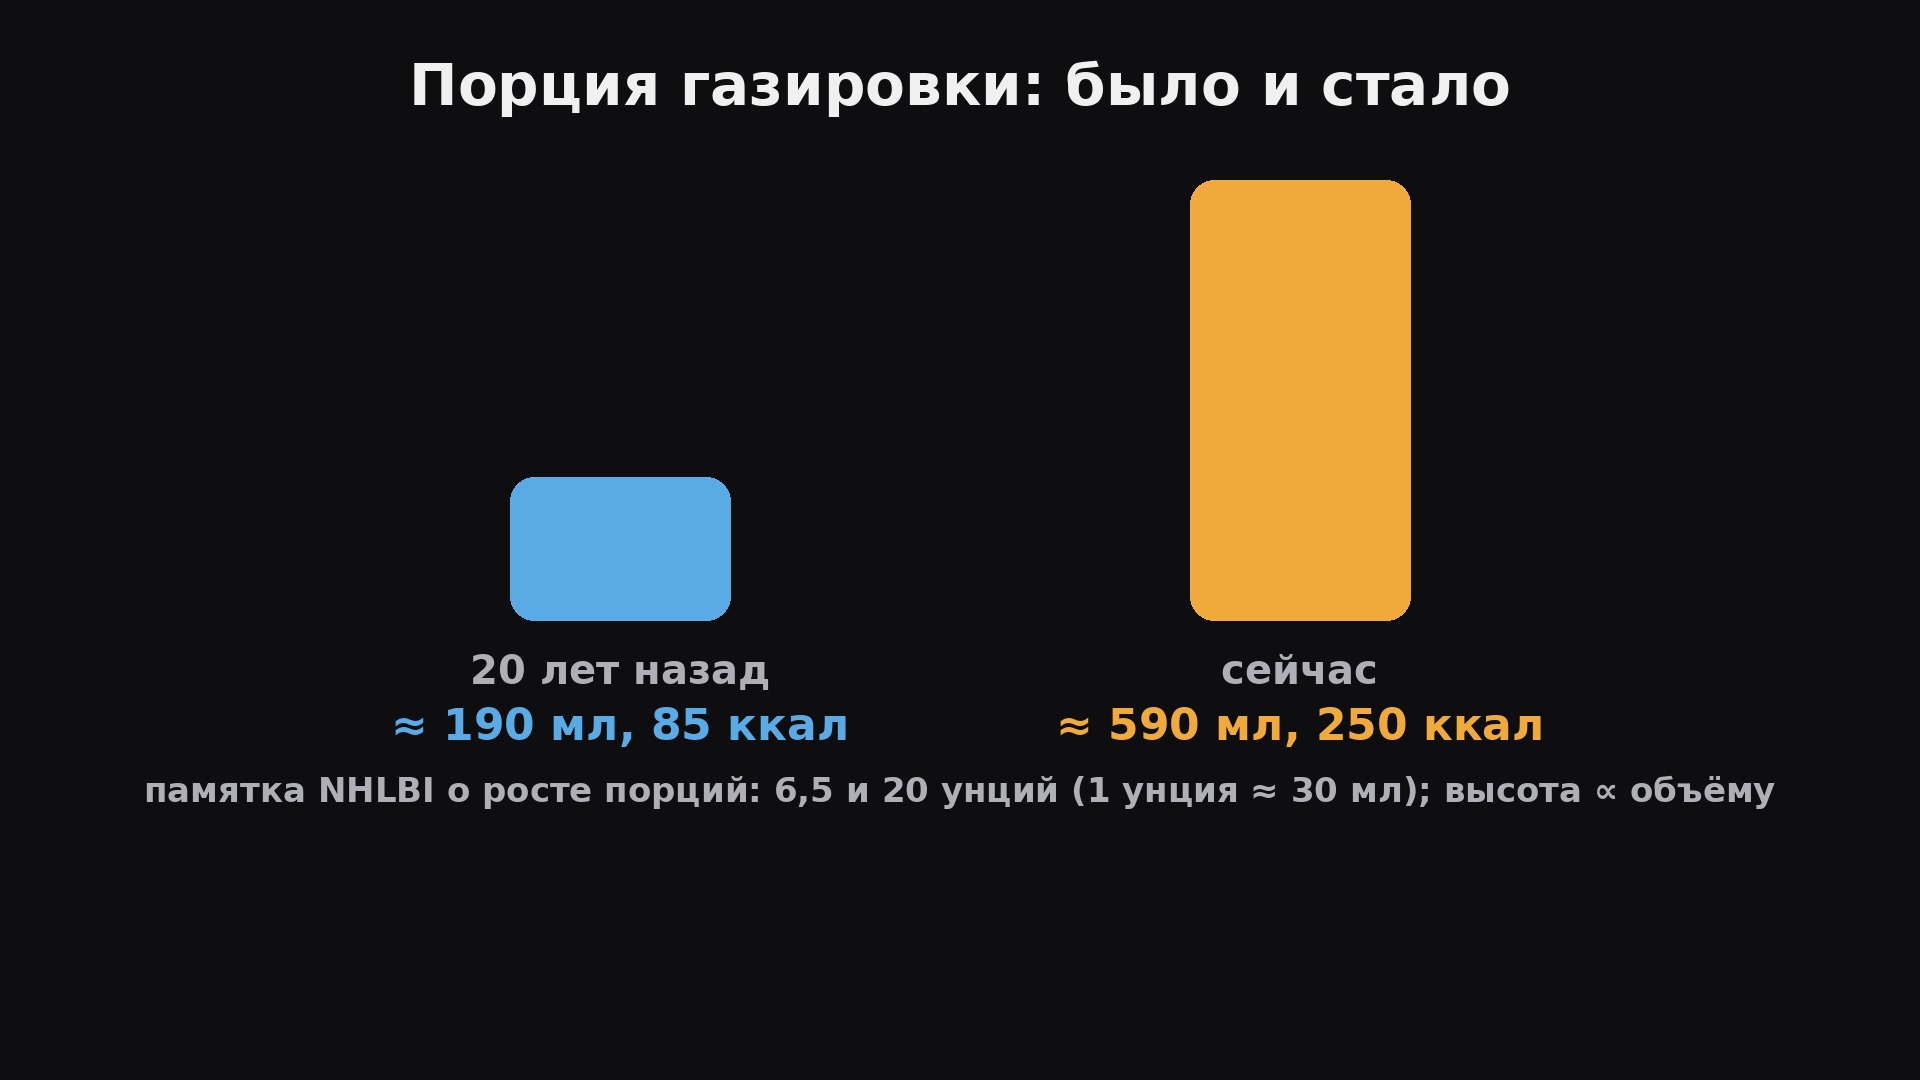 Порция газировки: было и стало
20 лет назад
≈ 190 мл, 85 ккал
сейчас
≈ 590 мл, 250 ккал
памятка NHLBI о росте порций: 6,5 и 20 унций (1 унция ≈ 30 мл); высота ∝ объёму